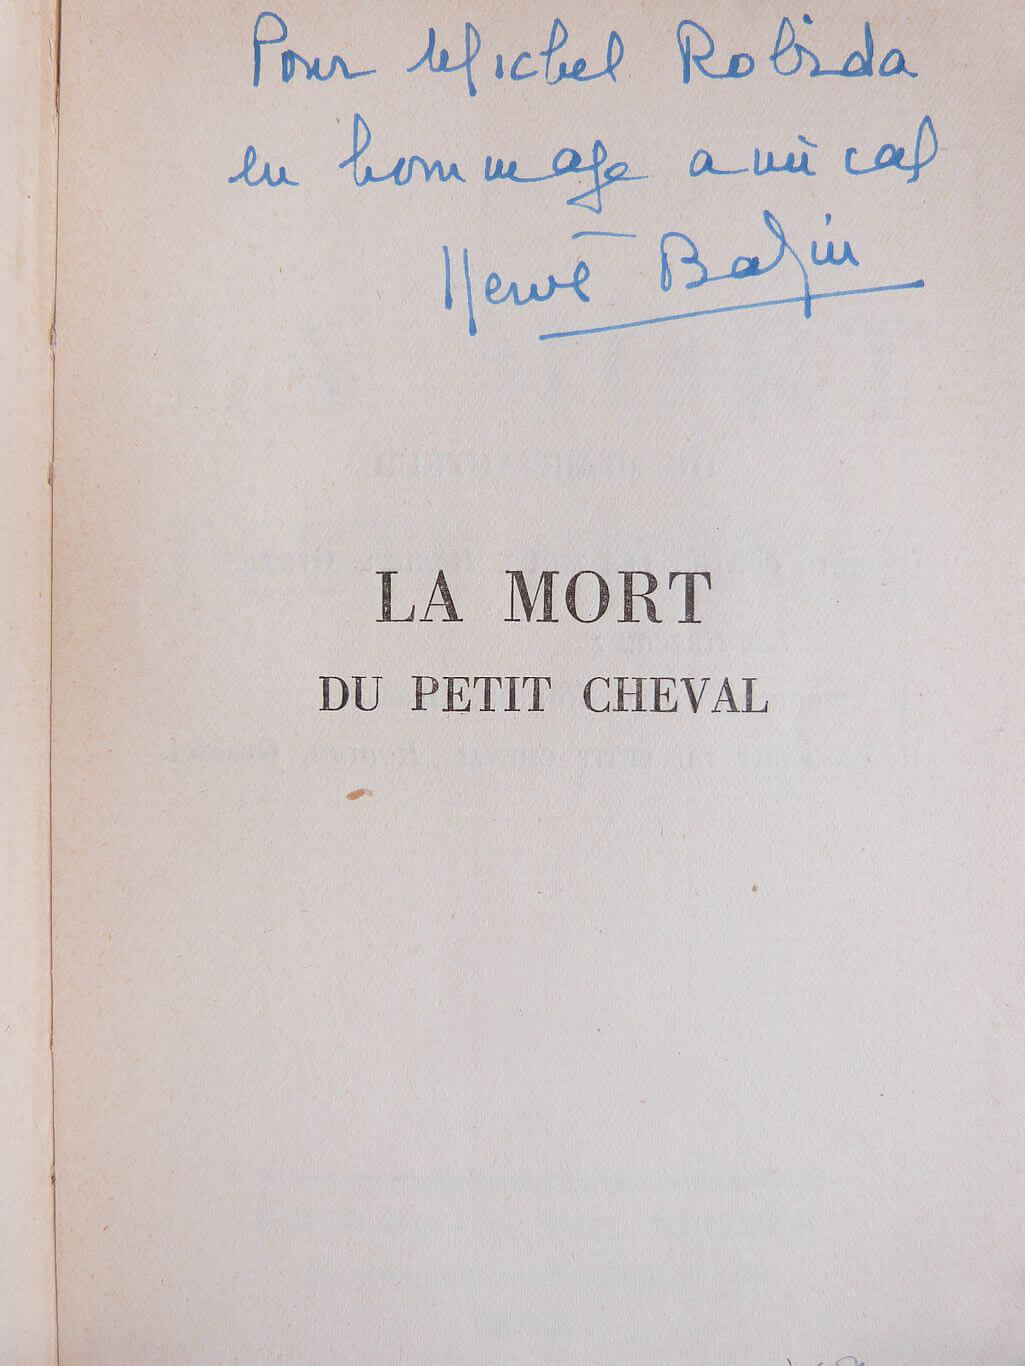 Pour Michel Robida
en hommage amical
Hervé Bazin
LA MORT
DU PETIT CHEVAL